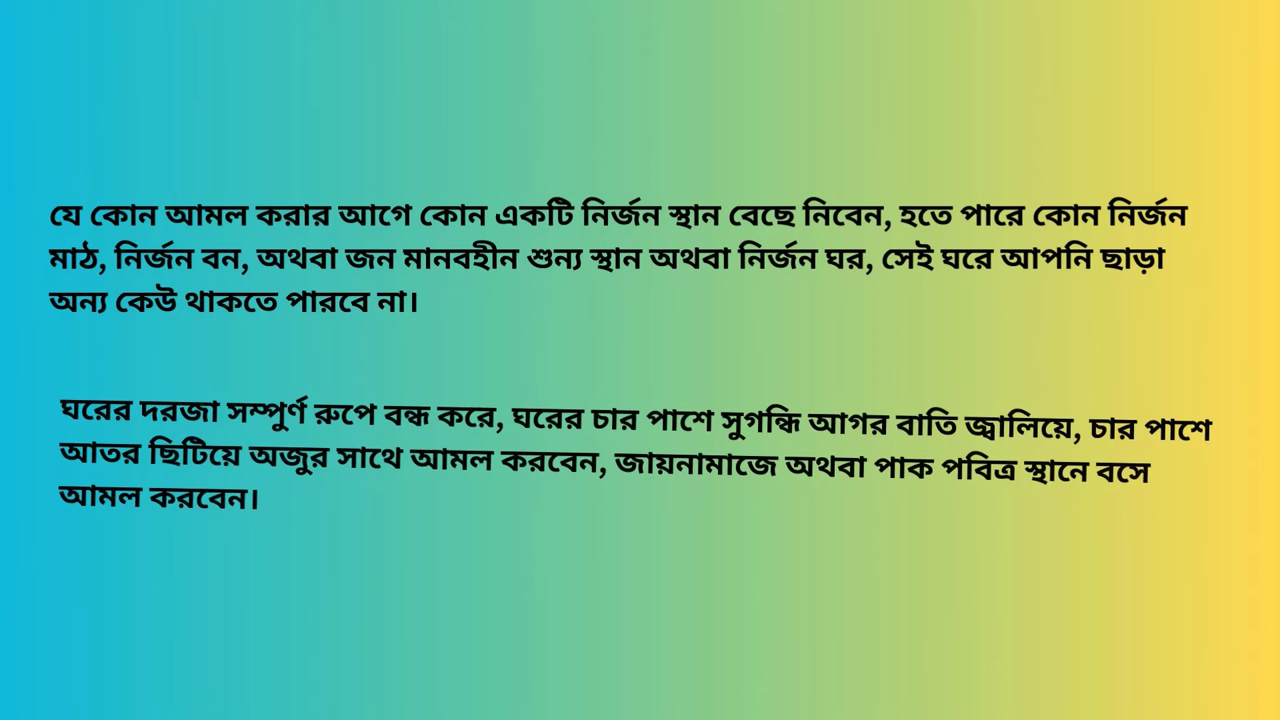 যে কোন আমল করার আগে কোন একটি নির্জন স্থান বেছে নিবেন, হতে পারে কোন নির্জন
মাঠ, নির্জন বন, অথবা জন মানবহীন শুন্য স্থান অথবা নির্জন ঘর, সেই ঘরে আপনি ছাড়া
অন্য কেউ থাকতে পারবে না।
ঘরের দরজা সম্পুর্ণ রুপে বন্ধ করে, ঘরের চার পাশে সুগন্ধি আগর বাতি জ্বালিয়ে, চার পাশে
আতর ছিটিয়ে অজুর সাথে আমল করবেন, জায়নামাজে অথবা পাক পবিত্র স্থানে বসে
আমল করবেন।